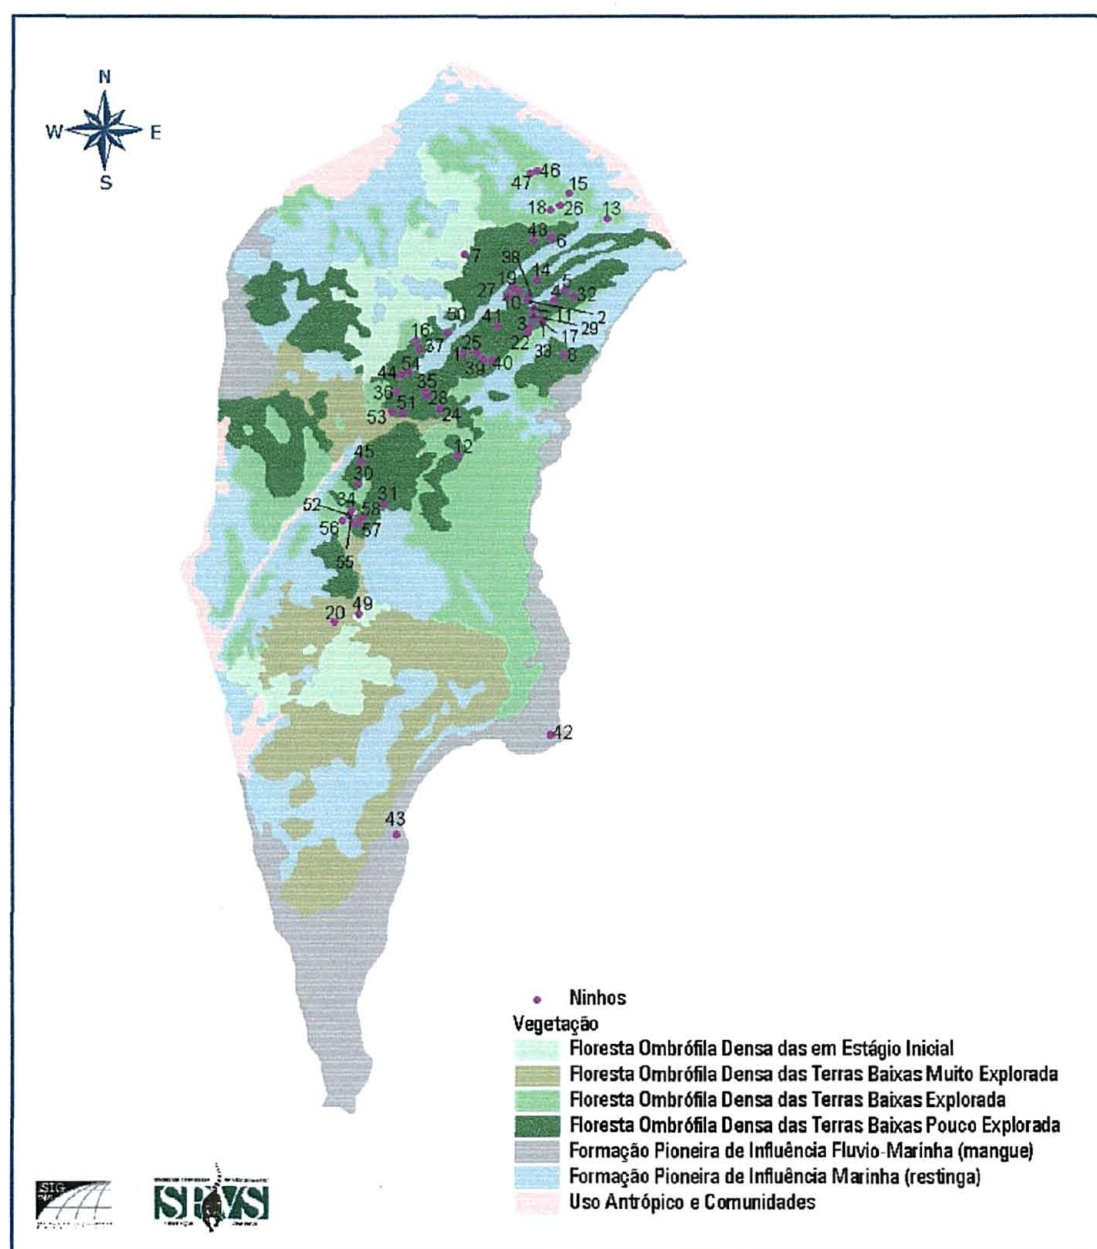 N
W E
S
46
47
15
18 26 13
48 6
7
38 14
19 5
27 4 32
10 2
50 41 3 11 29
16 22 1 17
37 25 33 8
1 39 40
54
44 35
36 28
51
53 24
12
45
30
34 31
52 58
56 57
55
49
20
42
43
Ninhos
Vegetação
Floresta Ombrófila Densa das em Estágio Inicial
Floresta Ombrófila Densa das Terras Baixas Muito Explorada
Floresta Ombrófila Densa das Terras Baixas Explorada
Floresta Ombrófila Densa das Terras Baixas Pouco Explorada
Formação Pioneira de Influência Fluvio-Marinha (mangue)
Formação Pioneira de Influência Marinha (restinga)
Uso Antrópico e Comunidades
SIG
SPVS